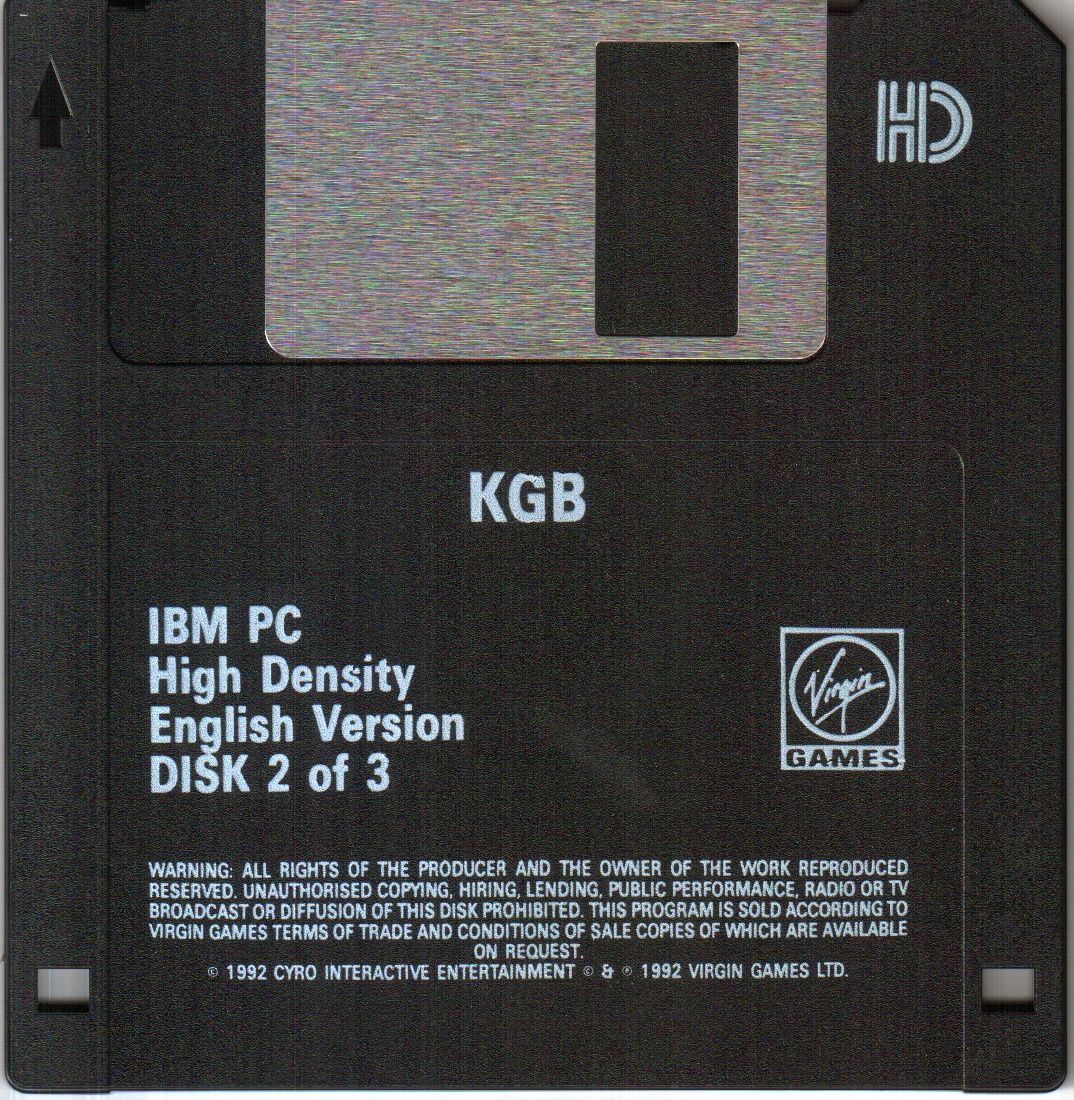 HD
KGB
IBM PC
High Density
English Version
DISK 2 of 3
Virgin
GAMES
WARNING: ALL RIGHTS OF THE PRODUCER AND THE OWNER OF THE WORK REPRODUCED
RESERVED. UNAUTHORISED COPYING, HIRING, LENDING, PUBLIC PERFORMANCE, RADIO OR TV
BROADCAST OR DIFFUSION OF THIS DISK PROHIBITED. THIS PROGRAM IS SOLD ACCORDING TO
VIRGIN GAMES TERMS OF TRADE AND CONDITIONS OF SALE COPIES OF WHICH ARE AVAILABLE
ON REQUEST.
© 1992 CYRO INTERACTIVE ENTERTAINMENT © & ℗ 1992 VIRGIN GAMES LTD.